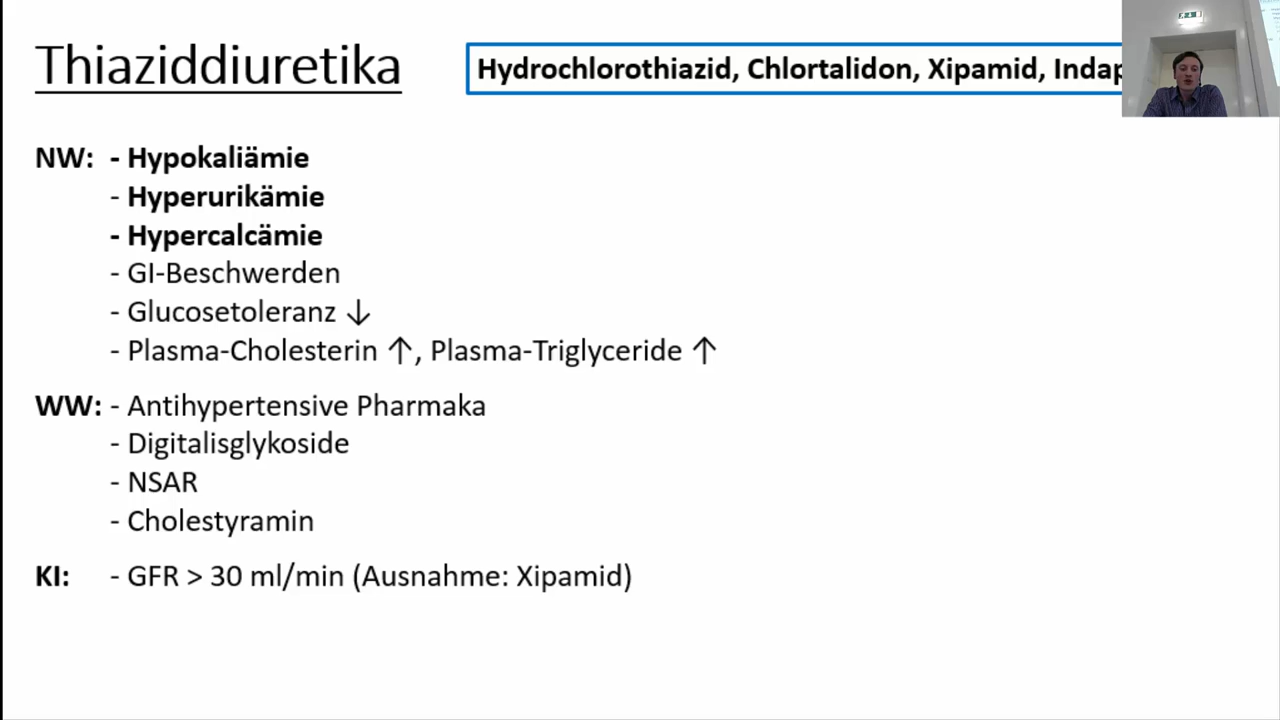 Thiaziddiuretika
Hydrochlorothiazid, Chlortalidon, Xipamid,
NW: - Hypokaliämie
- Hyperurikämie
- Hypercalcämie
- GI-Beschwerden
- Glucosetoleranz ↓
- Plasma-Cholesterin ↑, Plasma-Triglyceride ↑
WW: - Antihypertensive Pharmaka
- Digitalisglykoside
- NSAR
- Cholestyramin
KI: - GFR > 30 ml/min (Ausnahme: Xipamid)